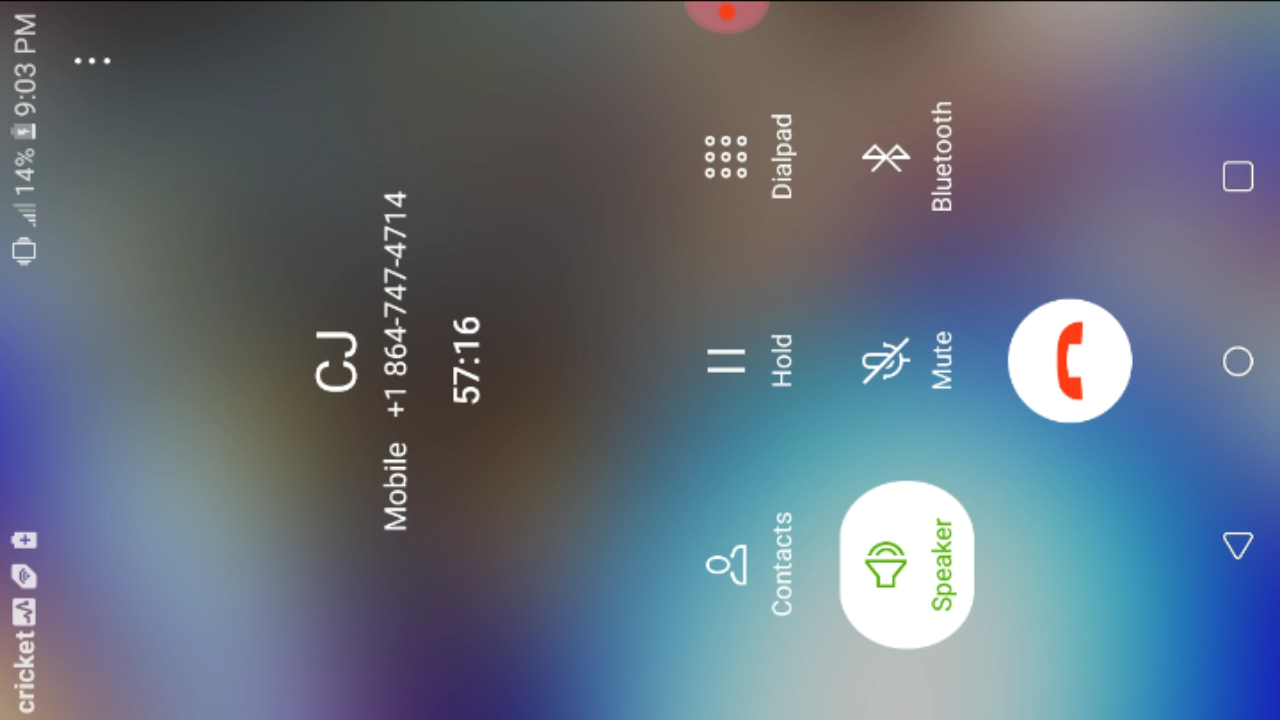 cricket 14% 9:03 PM
CJ
Mobile +1 864-747-4714
57:16
Contacts Hold Dialpad
Speaker Mute Bluetooth